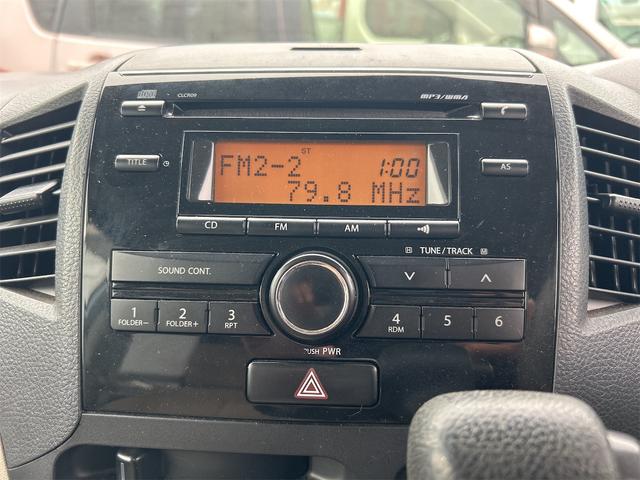 CLCR09 MP3/WMA
TITLE
AS
ST
FM2-2 1:00
79.8 MHz
CD FM AM
SOUND CONT.
H TUNE/TRACK M
1 FOLDER−
2 FOLDER+
3 RPT
4 RDM
5
6
PUSH PWR